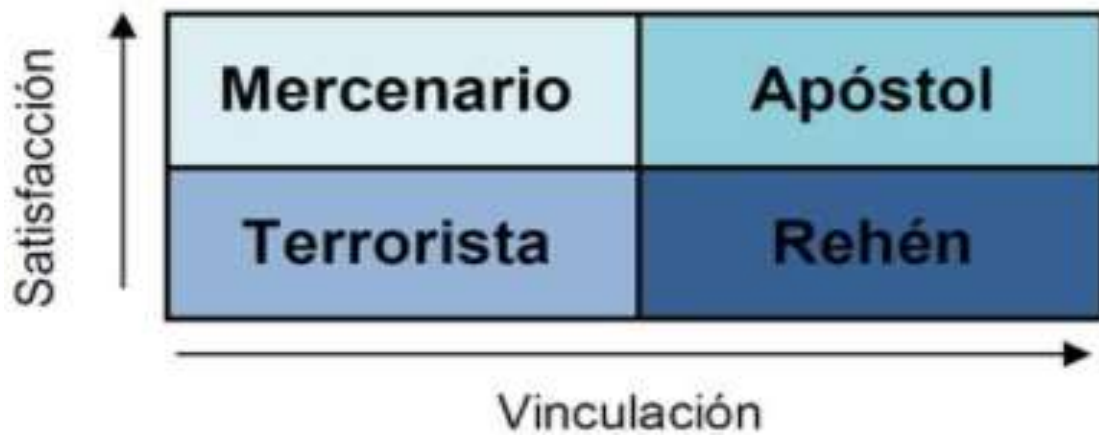 Satisfacción
Mercenario
Apóstol
Terrorista
Rehén
Vinculación